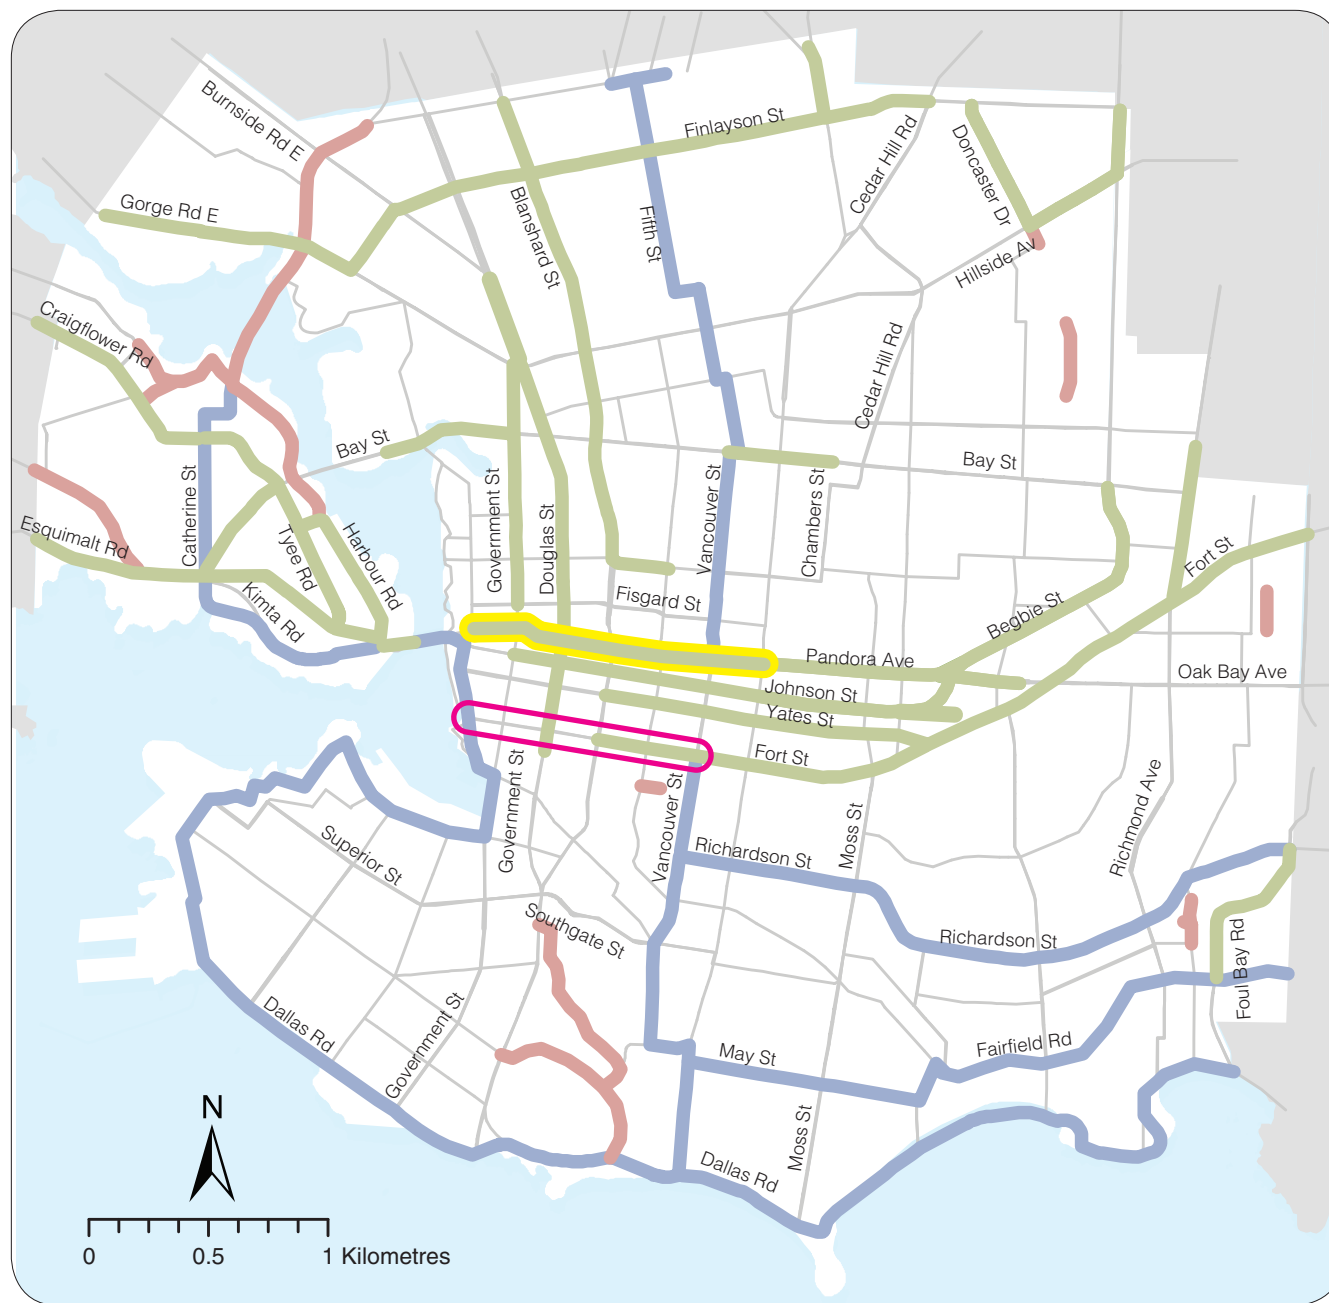 Burnside Rd E
Finlayson St
Cedar Hill Rd
Doncaster Dr
Gorge Rd E
Blanshard St
Fifth St
Hillside Av
Craigflower Rd
Cedar Hill Rd
Bay St
Bay St
Catherine St
Government St
Douglas St
Vancouver St
Chambers St
Esquimalt Rd
Tyee Rd
Harbour Rd
Fort St
Kimta Rd
Fisgard St
Begbie St
Pandora Ave
Oak Bay Ave
Johnson St
Yates St
Fort St
Government St
Vancouver St
Moss St
Richmond Ave
Superior St
Richardson St
Southgate St
Richardson St
Foul Bay Rd
Dallas Rd
Government St
May St
Fairfield Rd
Moss St
Dallas Rd
N
0 0.5 1 Kilometres